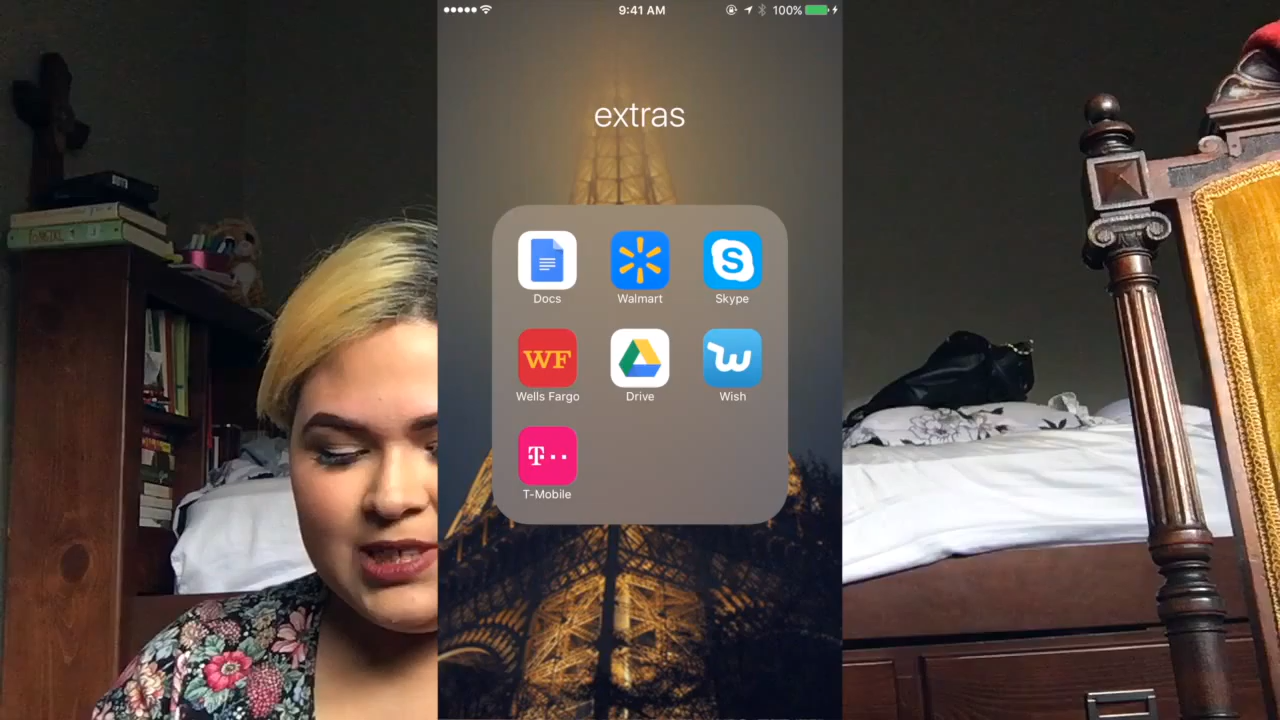 9:41 AM 100%
extras
Docs Walmart Skype
WF
Wells Fargo Drive Wish
T
T-Mobile